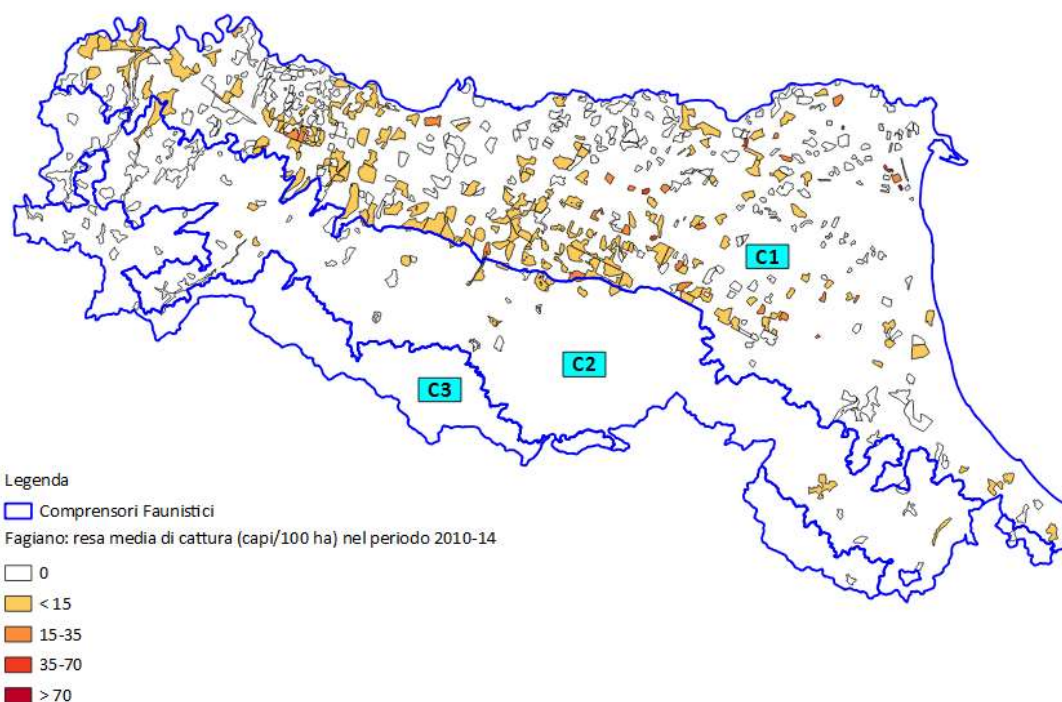 C1
C2
C3
Legenda
Comprensori Faunistici
Fagiano: resa media di cattura (capi/100 ha) nel periodo 2010-14
0
< 15
15-35
35-70
> 70